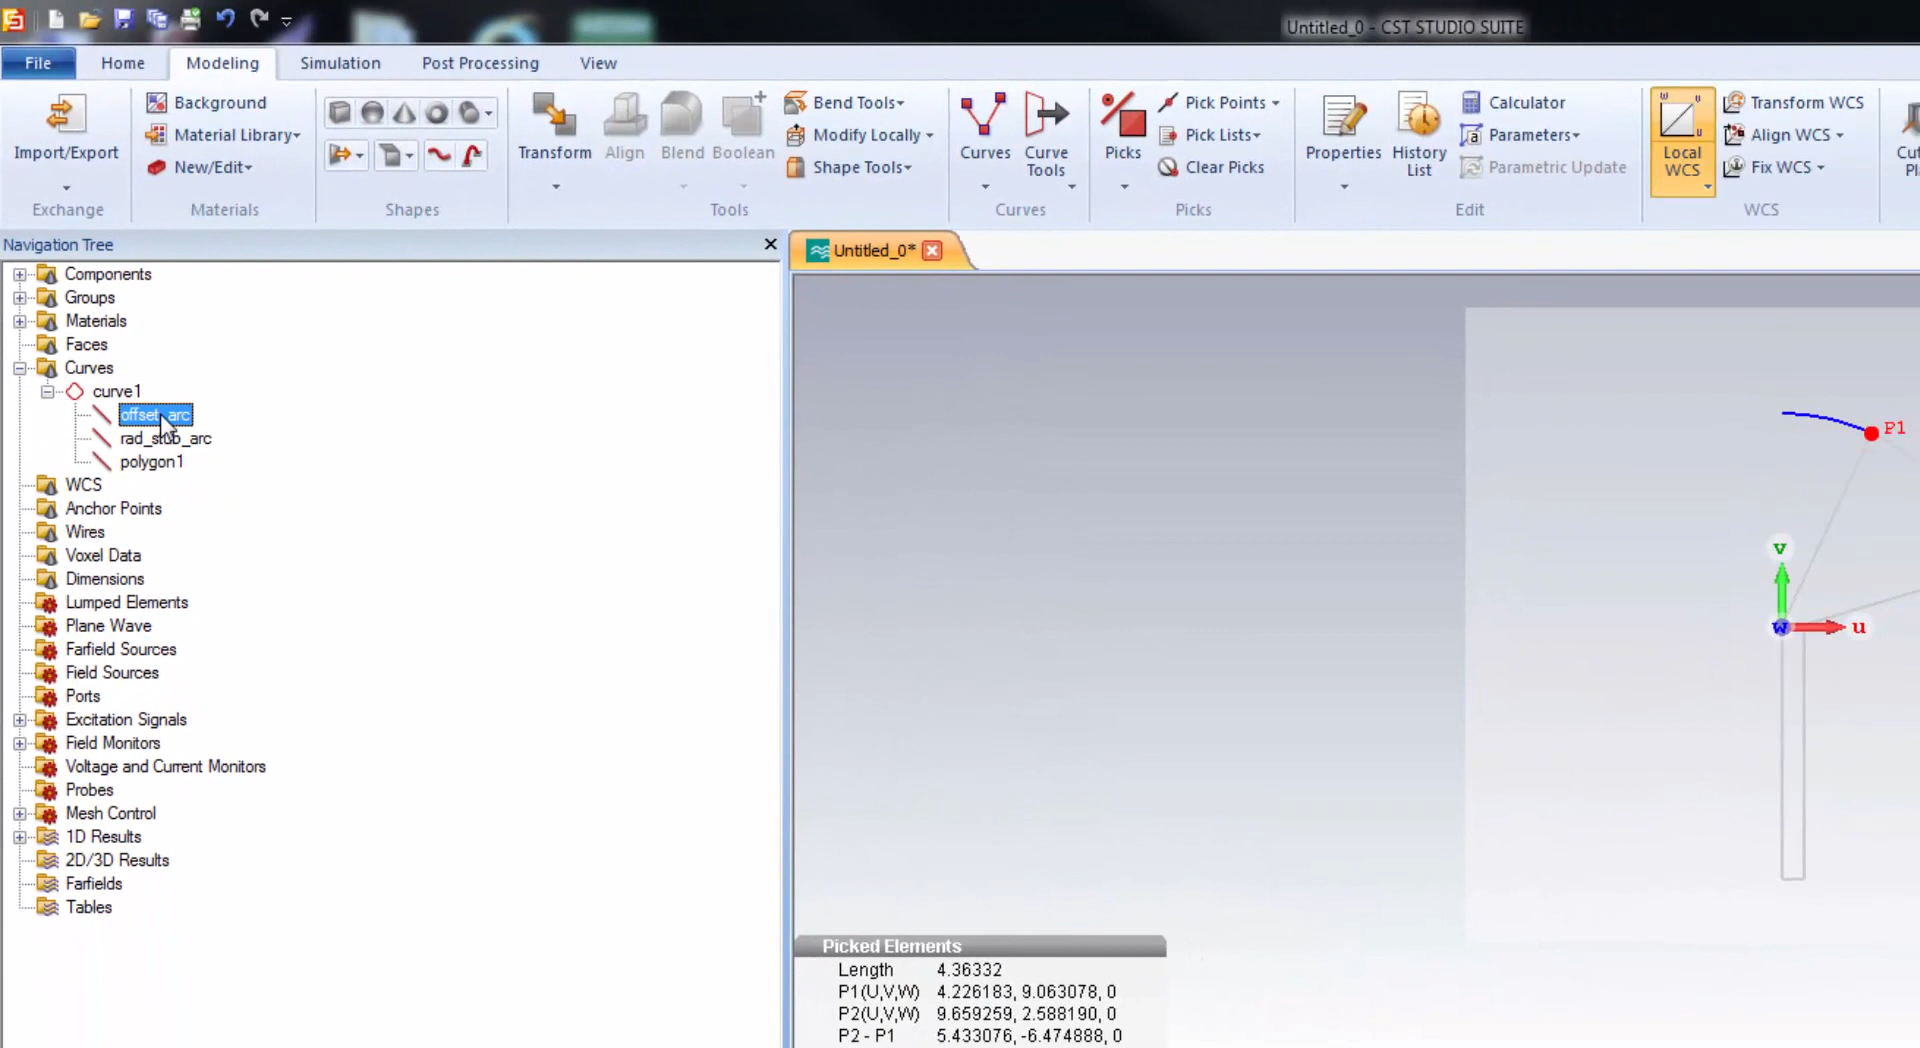 Untitled_0 - CST STUDIO SUITE
File Home Modeling Simulation Post Processing View
Import/Export
Exchange
Background
Material Library
New/Edit
Materials
Shapes
Transform
Align
Blend
Boolean
Bend Tools
Modify Locally
Shape Tools
Tools
Curves
Curve Tools
Curves
Picks
Pick Points
Pick Lists
Clear Picks
Picks
Properties
History List
Calculator
Parameters
Parametric Update
Edit
Local WCS
Transform WCS
Align WCS
Fix WCS
WCS
Navigation Tree
Untitled_0*
Components
Groups
Materials
Faces
Curves
curve1
offset_arc
rad_stub_arc
polygon1
WCS
Anchor Points
Wires
Voxel Data
Dimensions
Lumped Elements
Plane Wave
Farfield Sources
Field Sources
Ports
Excitation Signals
Field Monitors
Voltage and Current Monitors
Probes
Mesh Control
1D Results
2D/3D Results
Farfields
Tables
P1
v
w u
Picked Elements
Length 4.36332
P1(U,V,W) 4.226183, 9.063078, 0
P2(U,V,W) 9.659259, 2.588190, 0
P2 - P1 5.433076, -6.474888, 0